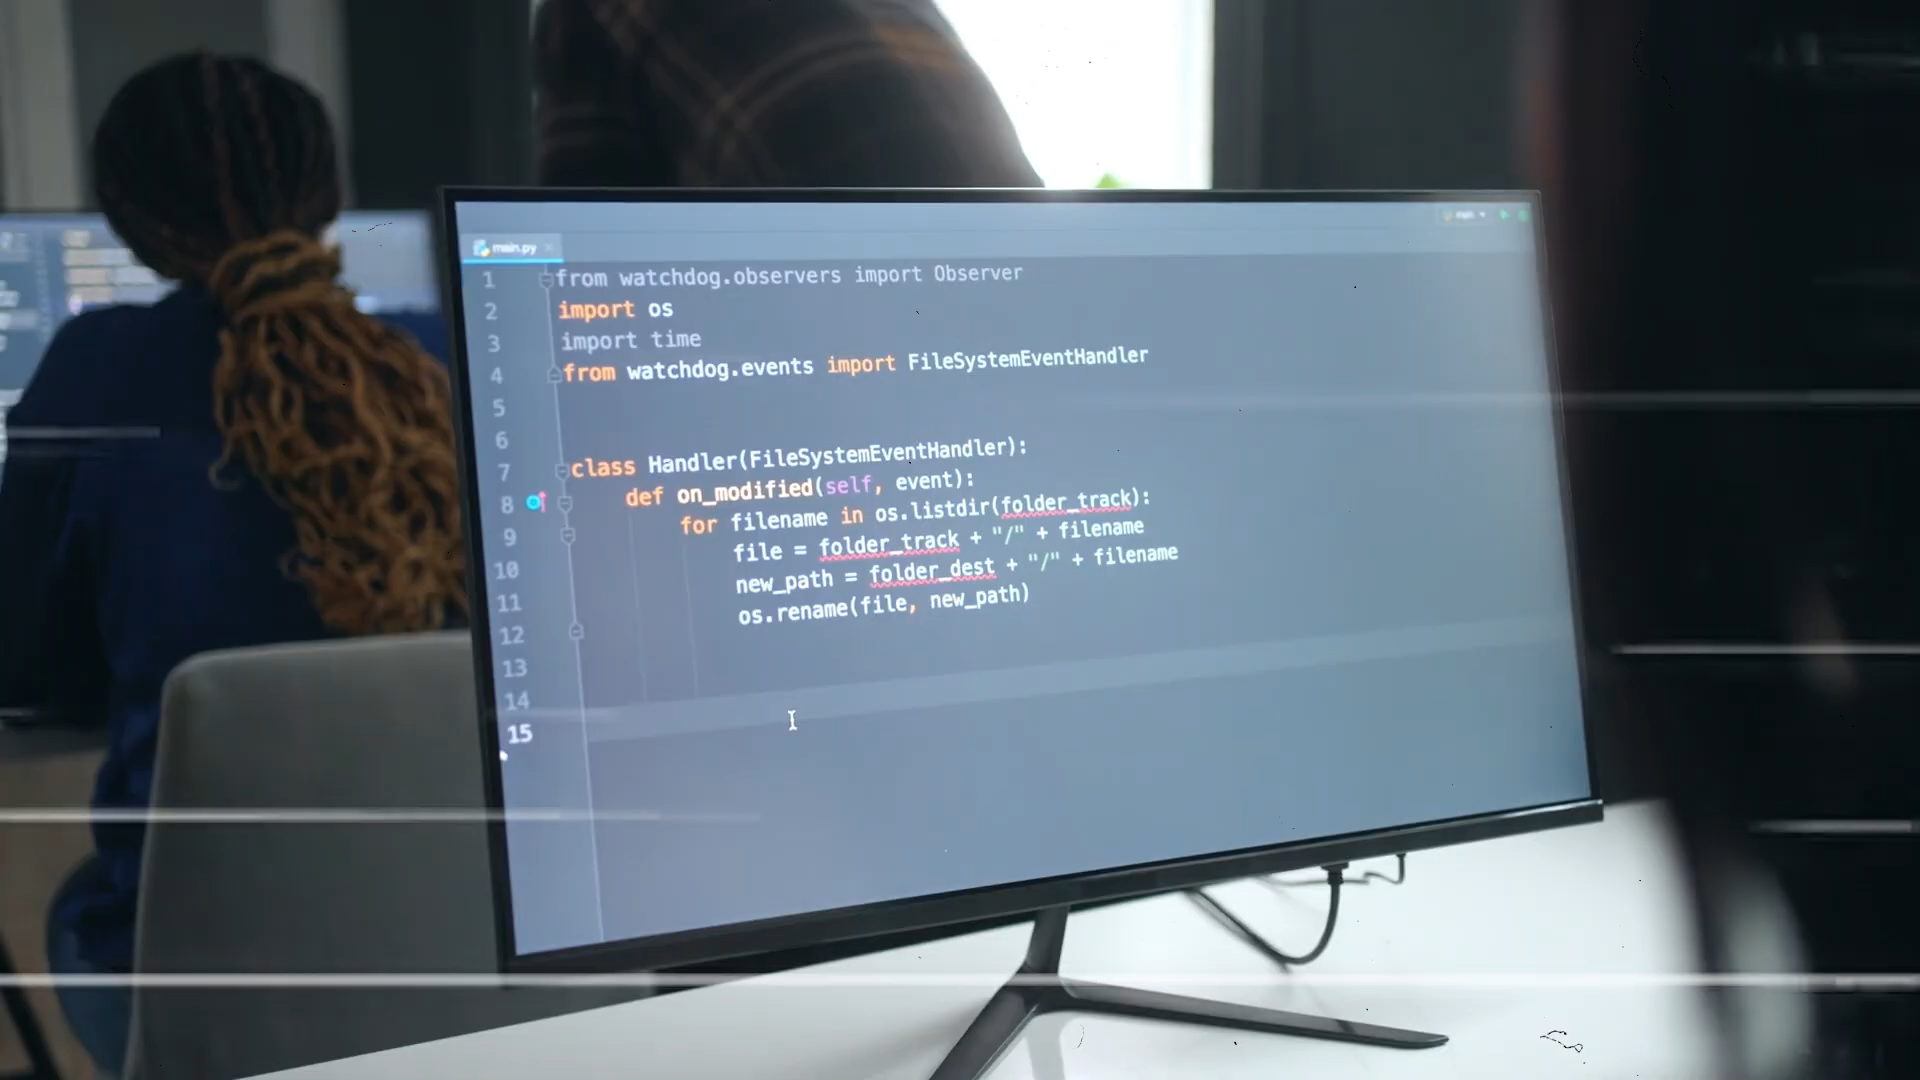 main
main.py
1 from watchdog.observers import Observer
2 import os
3 import time
4 from watchdog.events import FileSystemEventHandler
5
6
7 class Handler(FileSystemEventHandler):
8 def on_modified(self, event):
9 for filename in os.listdir(folder_track):
10 file = folder_track + "/" + filename
11 new_path = folder_dest + "/" + filename
12 os.rename(file, new_path)
13
14
15